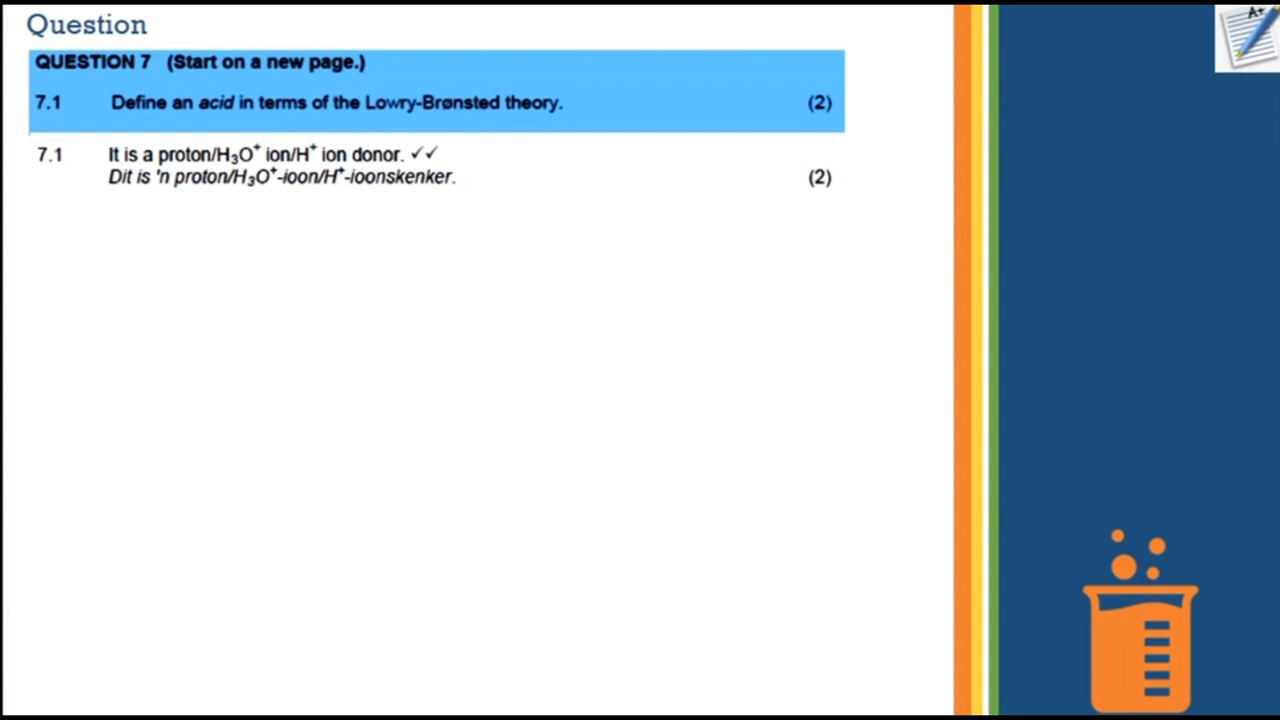 Question
QUESTION 7 (Start on a new page.)
7.1 Define an acid in terms of the Lowry-Brønsted theory. (2)
7.1 It is a proton/H₃O⁺ ion/H⁺ ion donor. ✓✓
Dit is 'n proton/H₃O⁺-ioon/H⁺-ioonskenker. (2)
A+